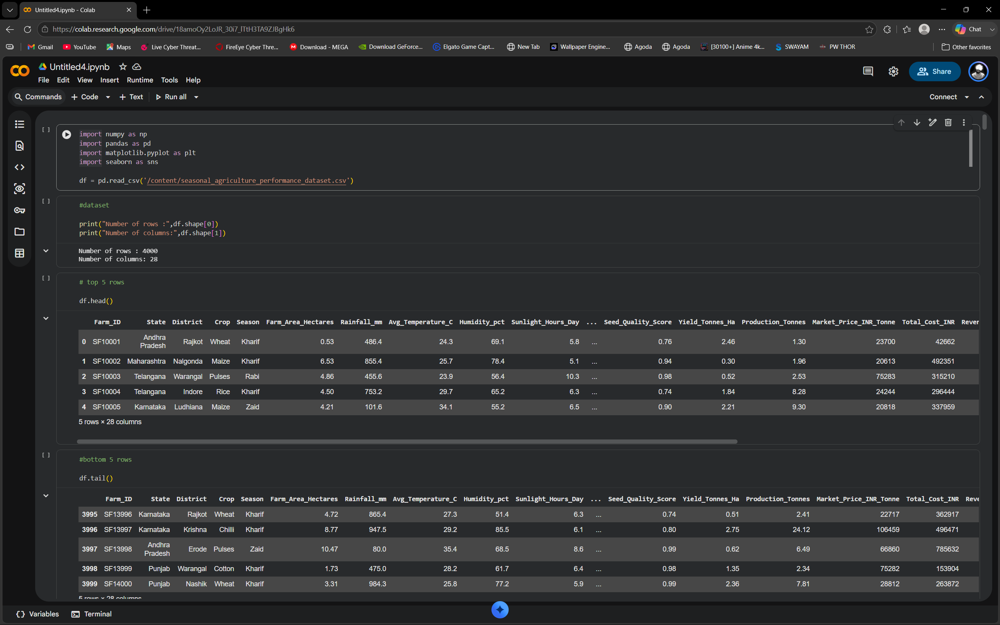 Untitled4.ipynb - Colab
https://colab.research.google.com/drive/18amoOy2LoJR_30i7_lTtH3TA9ZJBgHk6
Chat
Gmail YouTube Maps Live Cyber Threat... FireEye Cyber Thre... Download - MEGA Download GeForce... Elgato Game Capt... New Tab Wallpaper Engine... Agoda Agoda [30100+] Anime 4k... SWAYAM PW THOR Other favorites
Untitled4.ipynb
File Edit View Insert Runtime Tools Help
Share
Commands + Code + Text Run all Connect
[ ]
import numpy as np
import pandas as pd
import matplotlib.pyplot as plt
import seaborn as sns
df = pd.read_csv('/content/seasonal_agriculture_performance_dataset.csv')
[ ]
#dataset
print("Number of rows :",df.shape[0])
print("Number of columns:",df.shape[1])
Number of rows : 4000
Number of columns: 28
[ ]
# top 5 rows
df.head()
Farm_ID State District Crop Season Farm_Area_Hectares Rainfall_mm Avg_Temperature_C Humidity_pct Sunlight_Hours_Day ... Seed_Quality_Score Yield_Tonnes_Ha Production_Tonnes Market_Price_INR_Tonne Total_Cost_INR Rever
0 SF10001 Andhra Pradesh Rajkot Wheat Kharif 0.53 486.4 24.3 69.1 5.8 ... 0.76 2.46 1.30 23700 42662
1 SF10002 Maharashtra Nalgonda Maize Kharif 6.53 855.4 25.7 78.4 5.1 ... 0.94 0.30 1.96 20613 492351
2 SF10003 Telangana Warangal Pulses Rabi 4.86 455.6 23.9 56.4 10.3 ... 0.98 0.52 2.53 75283 315210
3 SF10004 Telangana Indore Rice Kharif 4.50 753.2 29.7 65.2 6.3 ... 0.74 1.84 8.28 24244 296444
4 SF10005 Karnataka Ludhiana Maize Zaid 4.21 101.6 34.1 55.2 6.5 ... 0.90 2.21 9.30 20818 337959
5 rows × 28 columns
[ ]
#bottom 5 rows
df.tail()
Farm_ID State District Crop Season Farm_Area_Hectares Rainfall_mm Avg_Temperature_C Humidity_pct Sunlight_Hours_Day ... Seed_Quality_Score Yield_Tonnes_Ha Production_Tonnes Market_Price_INR_Tonne Total_Cost_INR Reve
3995 SF13996 Karnataka Rajkot Wheat Kharif 4.72 865.4 27.3 51.4 6.3 ... 0.74 0.51 2.41 22717 362917
3996 SF13997 Karnataka Krishna Chilli Kharif 8.77 947.5 29.2 85.5 6.1 ... 0.80 2.75 24.12 106459 496471
3997 SF13998 Andhra Pradesh Erode Pulses Zaid 10.47 80.0 35.4 68.5 8.6 ... 0.99 0.62 6.49 66860 785632
3998 SF13999 Punjab Warangal Cotton Kharif 1.73 475.0 28.2 61.7 6.4 ... 0.98 1.35 2.34 75282 153904
3999 SF14000 Punjab Nashik Wheat Kharif 3.31 984.3 25.8 77.2 5.9 ... 0.99 2.36 7.81 28812 263872
5 rows × 28 columns
{} Variables Terminal